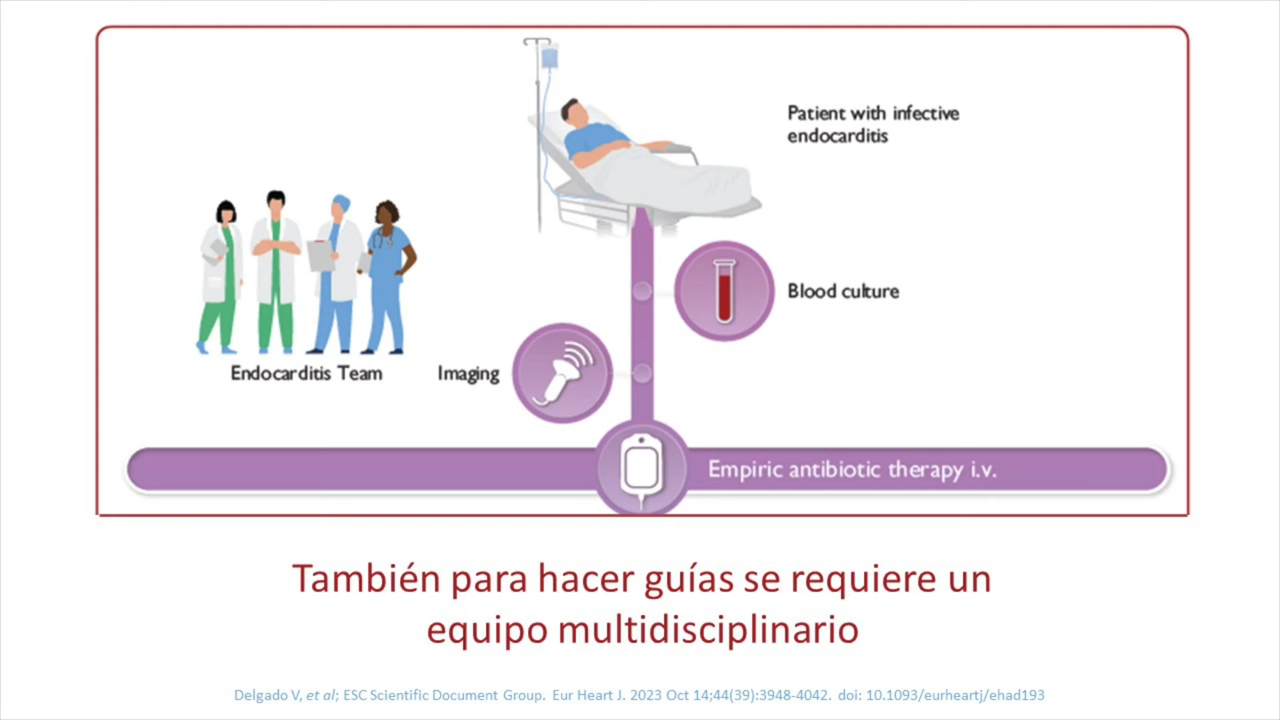 Patient with infective
endocarditis
Blood culture
Endocarditis Team
Imaging
Empiric antibiotic therapy i.v.
También para hacer guías se requiere un
equipo multidisciplinario
Delgado V, et al; ESC Scientific Document Group. Eur Heart J. 2023 Oct 14;44(39):3948-4042. doi: 10.1093/eurheartj/ehad193